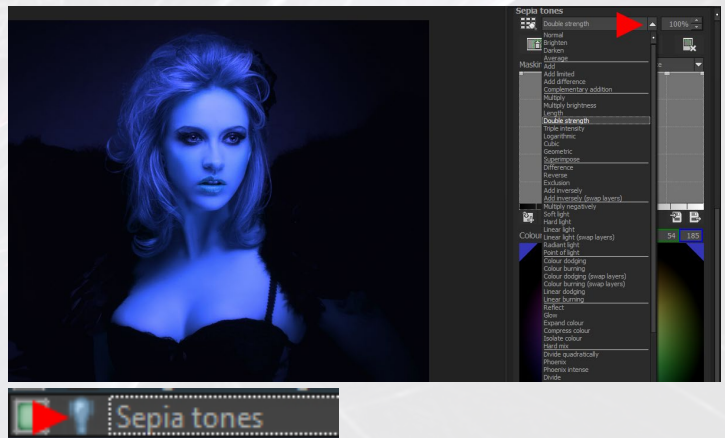 Sepia tones
Double strength 100%
Normal
Brighten
Darken
Average
Add
Add limited
Add difference
Complementary addition
Multiply
Multiply brightness
Length
Double strength
Triple intensity
Logarithmic
Cubic
Geometric
Superimpose
Difference
Reverse
Exclusion
Add inversely
Add inversely (swap layers)
Multiply negatively
Soft light
Hard light
Linear light
Linear light (swap layers)
Radiant light
Point of light
Colour dodging
Colour burning
Colour dodging (swap layers)
Colour burning (swap layers)
Linear dodging
Linear burning
Reflect
Glow
Expand colour
Compress colour
Isolate colour
Hard mix
Divide quadratically
Phoenix
Phoenix intense
Divide
54 185
Sepia tones